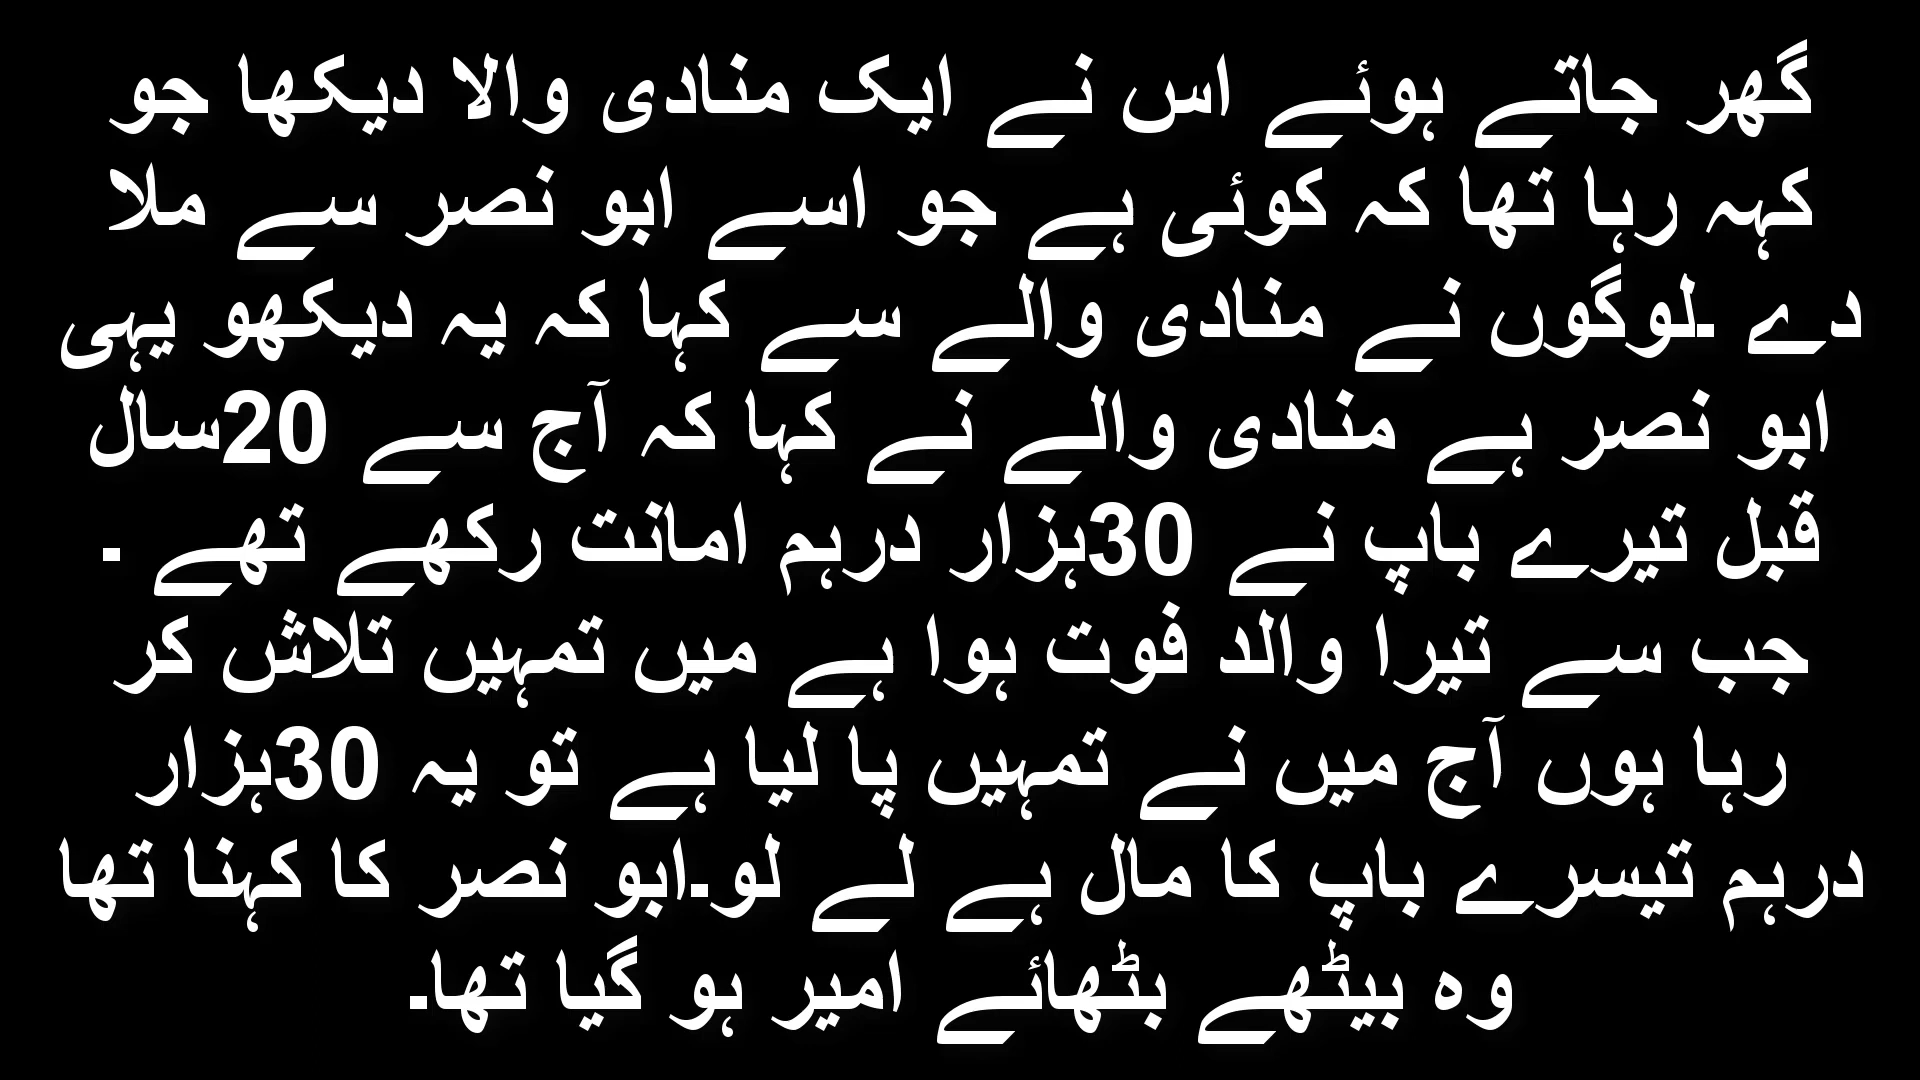 گھر جاتے ہوئے اس نے ایک منادی والا دیکھا جو
کہہ رہا تھا کہ کوئی ہے جو اسے ابو نصر سے ملا
دے ۔لوگوں نے منادی والے سے کہا کہ یہ دیکھو یہی
ابو نصر ہے منادی والے نے کہا کہ آج سے 20سال
قبل تیرے باپ نے 30ہزار درہم امانت رکھے تھے ۔
جب سے تیرا والد فوت ہوا ہے میں تمہیں تلاش کر
رہا ہوں آج میں نے تمہیں پا لیا ہے تو یہ 30ہزار
درہم تیسرے باپ کا مال ہے لے لو۔ابو نصر کا کہنا تھا
وہ بیٹھے بٹھائے امیر ہو گیا تھا۔